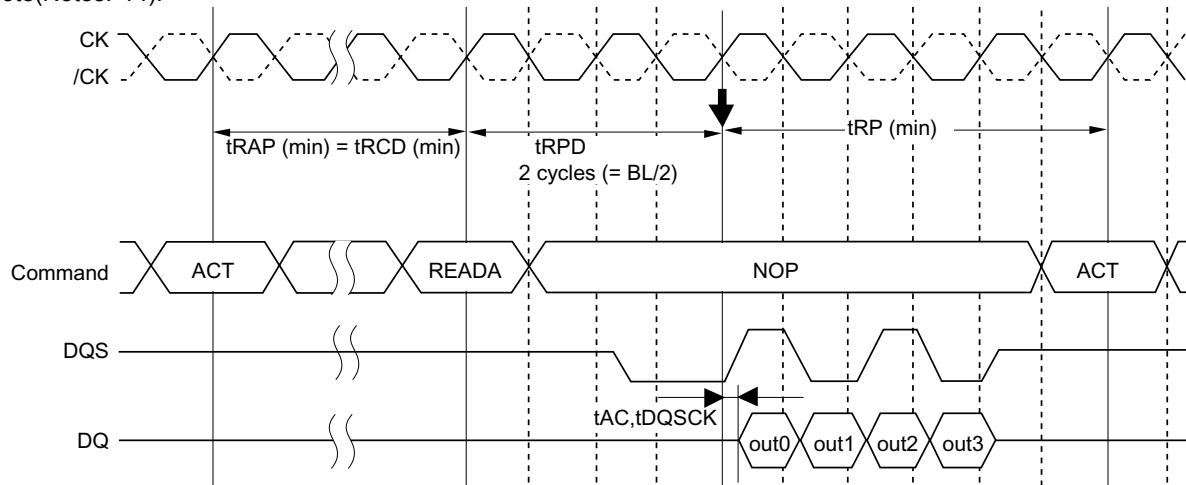 CK
/CK
tRAP (min) = tRCD (min)
tRPD
2 cycles (= BL/2)
tRP (min)
Command
ACT
READA
NOP
ACT
DQS
tAC,tDQSCK
DQ
out0
out1
out2
out3